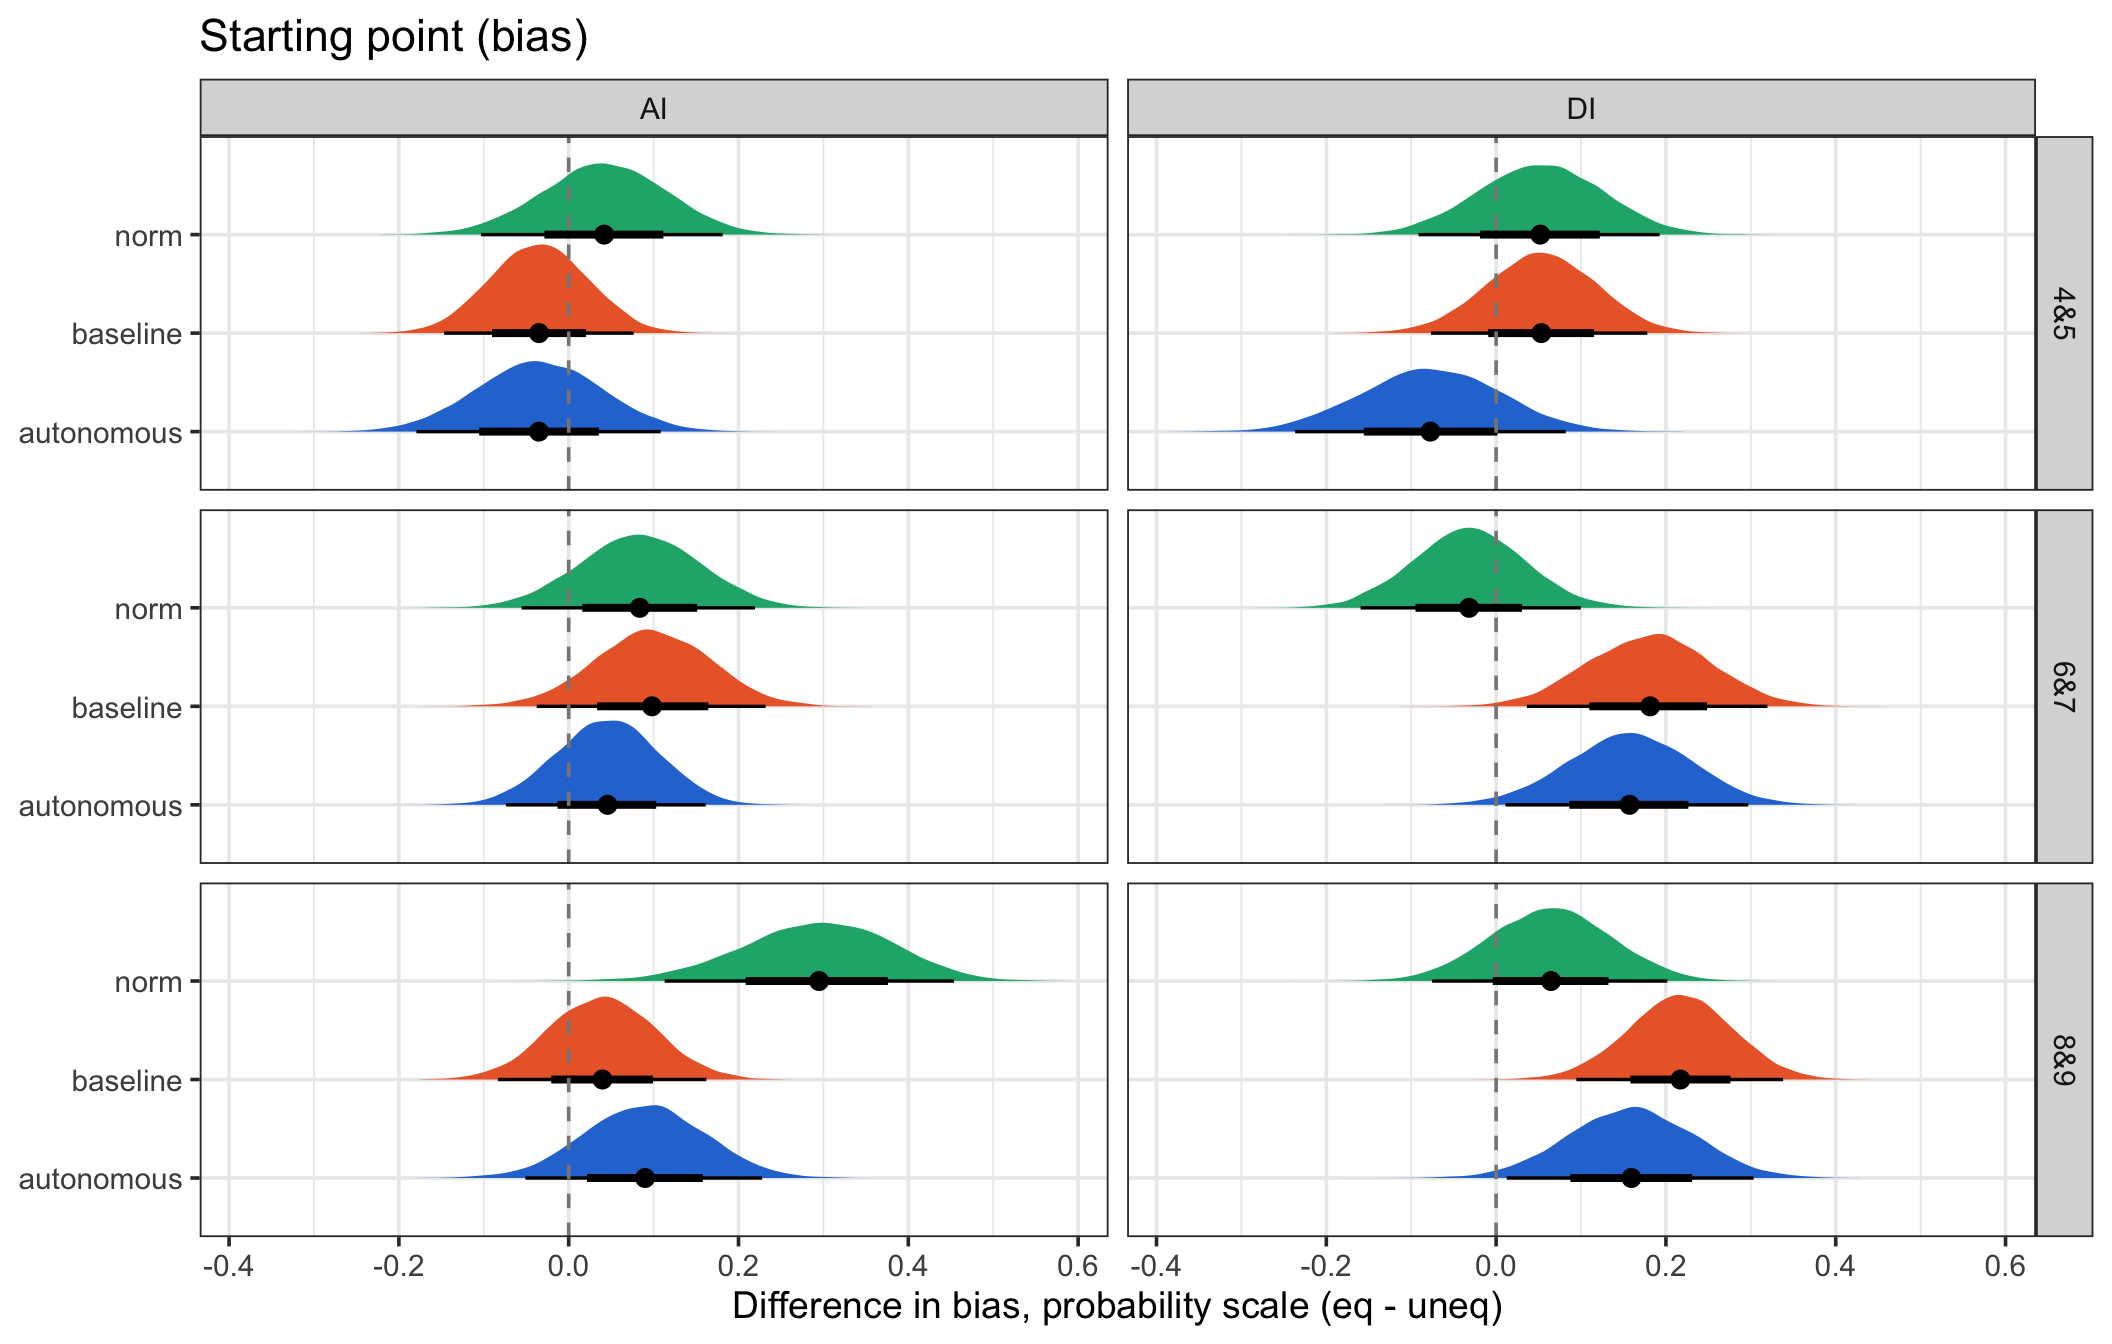 Starting point (bias)
AI
DI
norm
baseline
autonomous
4&5
norm
baseline
autonomous
6&7
norm
baseline
autonomous
8&9
-0.4 -0.2 0.0 0.2 0.4 0.6
-0.4 -0.2 0.0 0.2 0.4 0.6
Difference in bias, probability scale (eq - uneq)